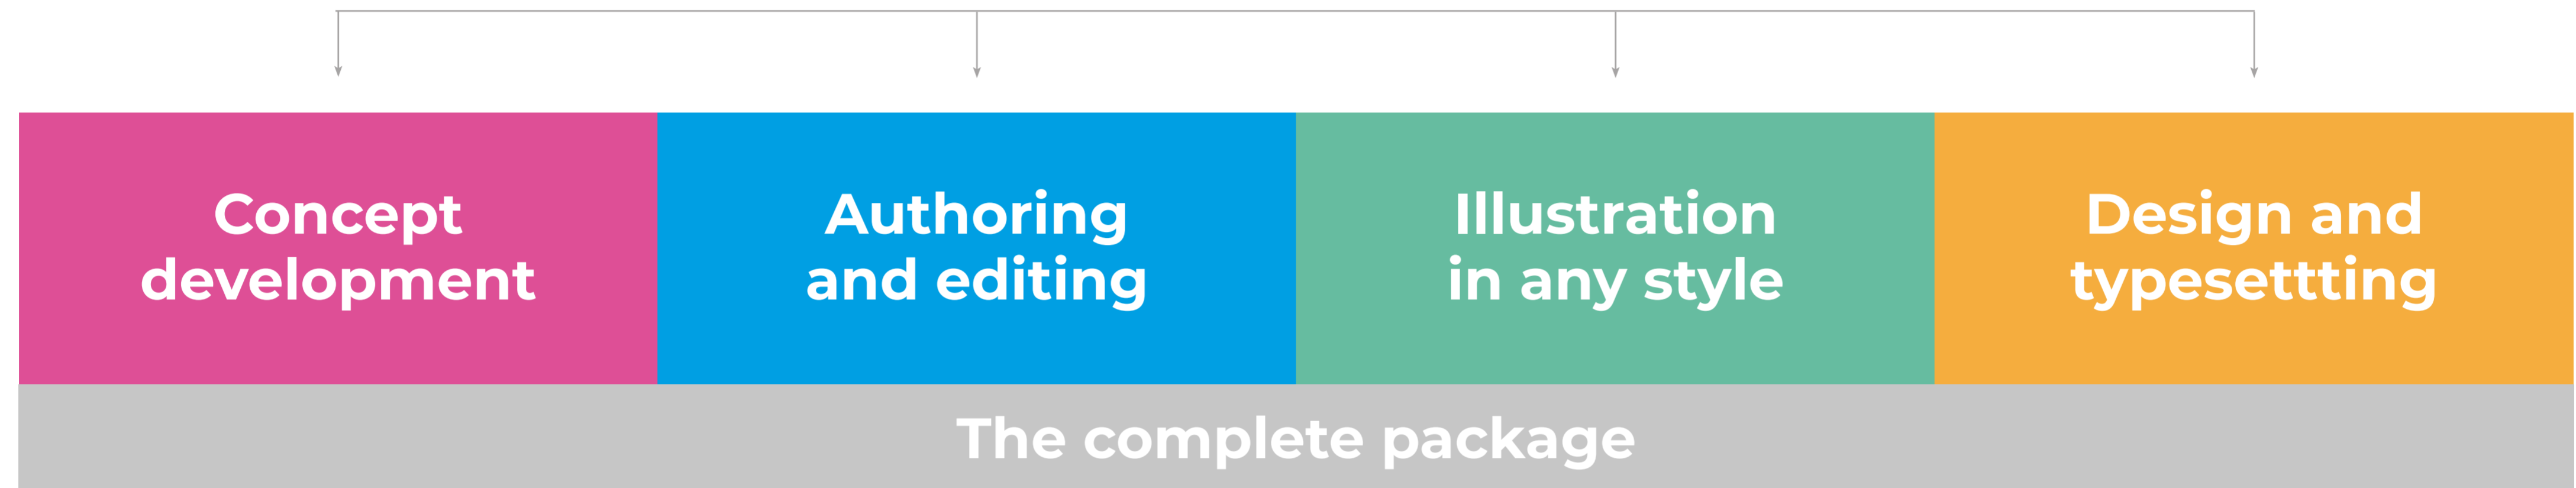 Concept
development
Authoring
and editing
Illustration
in any style
Design and
typesettting
The complete package